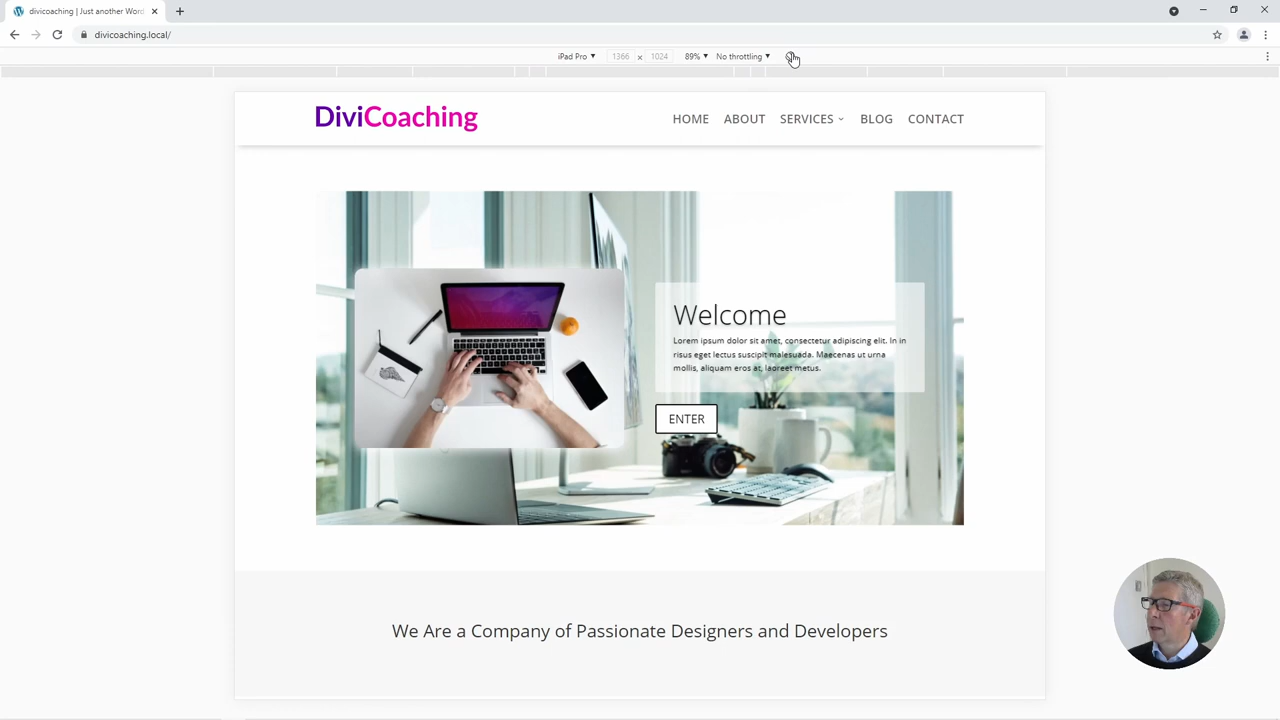 divicoaching | Just another Word
divicoaching.local/
iPad Pro 1366 x 1024 89% No throttling
DiviCoaching
HOME ABOUT SERVICES BLOG CONTACT
Welcome
Lorem ipsum dolor sit amet, consectetur adipiscing elit. In in
risus eget lectus suscipit malesuada. Maecenas ut urna
mollis, aliquam eros at, laoreet metus.
ENTER
We Are a Company of Passionate Designers and Developers